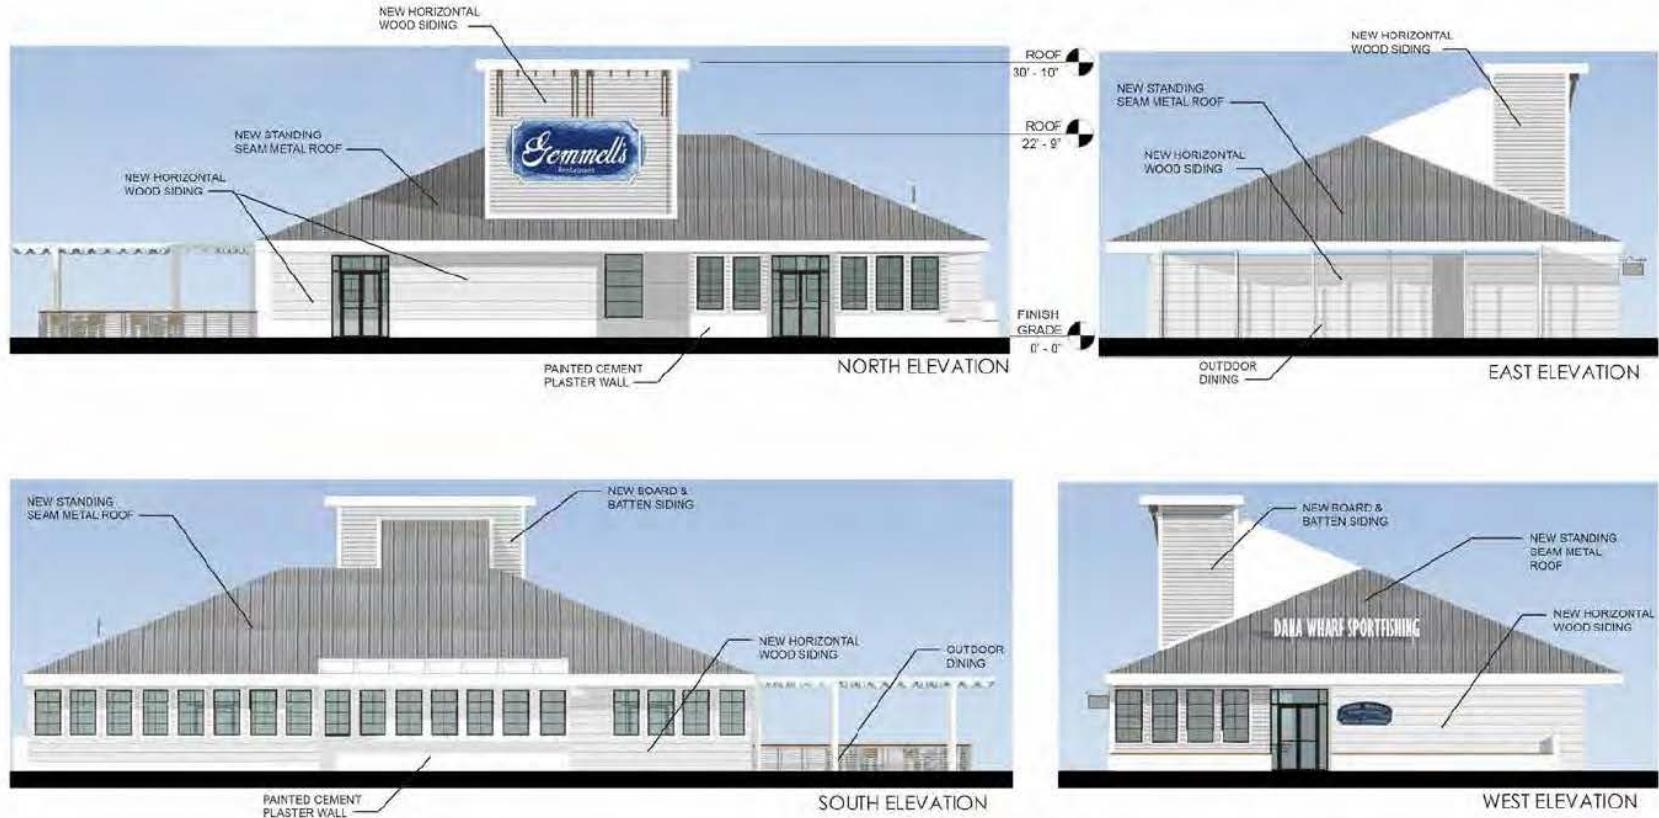 NEW HORIZONTAL
WOOD SIDING
NEW STANDING
SEAM METAL ROOF
NEW HORIZONTAL
WOOD SIDING
Gemmell's
Restaurant
ROOF
30' - 10"
ROOF
22' - 9"
FINISH
GRADE
0' - 0"
PAINTED CEMENT
PLASTER WALL
NORTH ELEVATION
NEW HORIZONTAL
WOOD SIDING
NEW STANDING
SEAM METAL ROOF
NEW HORIZONTAL
WOOD SIDING
OUTDOOR
DINING
EAST ELEVATION
NEW STANDING
SEAM METAL ROOF
NEW BOARD &
BATTEN SIDING
NEW HORIZONTAL
WOOD SIDING
OUTDOOR
DINING
PAINTED CEMENT
PLASTER WALL
SOUTH ELEVATION
NEW BOARD &
BATTEN SIDING
NEW STANDING
SEAM METAL
ROOF
DANA WHARF SPORTFISHING
NEW HORIZONTAL
WOOD SIDING
WEST ELEVATION